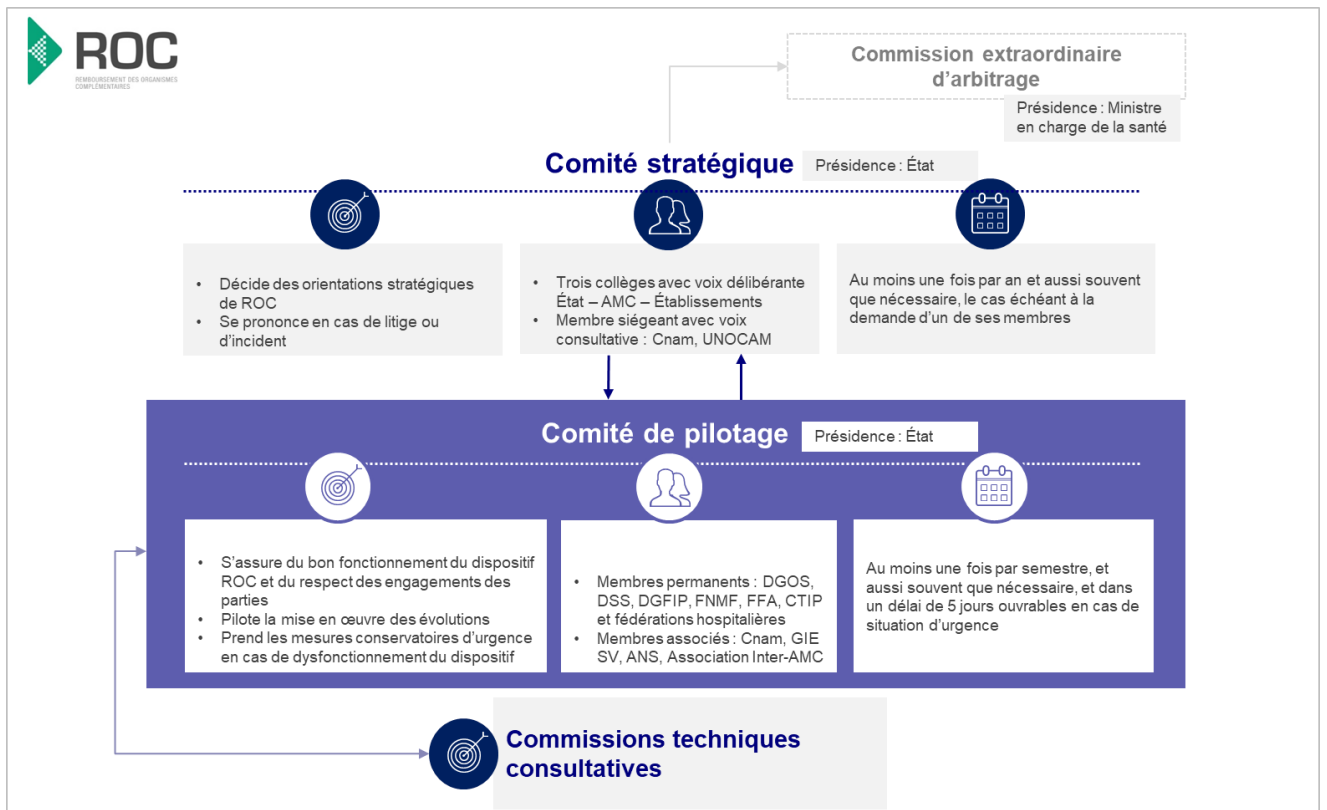 ROC
REMBOURSEMENT DES ORGANISMES
COMPLÉMENTAIRES
Commission extraordinaire
d'arbitrage
Présidence : Ministre
en charge de la santé
Comité stratégique
Présidence : État
• Décide des orientations stratégiques
de ROC
• Se prononce en cas de litige ou
d'incident
• Trois collèges avec voix délibérante
État – AMC – Établissements
• Membre siégeant avec voix
consultative : Cnam, UNOCAM
Au moins une fois par an et aussi souvent
que nécessaire, le cas échéant à la
demande d'un de ses membres
Comité de pilotage
Présidence : État
• S'assure du bon fonctionnement du dispositif
ROC et du respect des engagements des
parties
• Pilote la mise en œuvre des évolutions
• Prend les mesures conservatoires d'urgence
en cas de dysfonctionnement du dispositif
• Membres permanents : DGOS,
DSS, DGFIP, FNMF, FFA, CTIP
et fédérations hospitalières
• Membres associés : Cnam, GIE
SV, ANS, Association Inter-AMC
Au moins une fois par semestre, et
aussi souvent que nécessaire, et dans
un délai de 5 jours ouvrables en cas de
situation d'urgence
Commissions techniques
consultatives